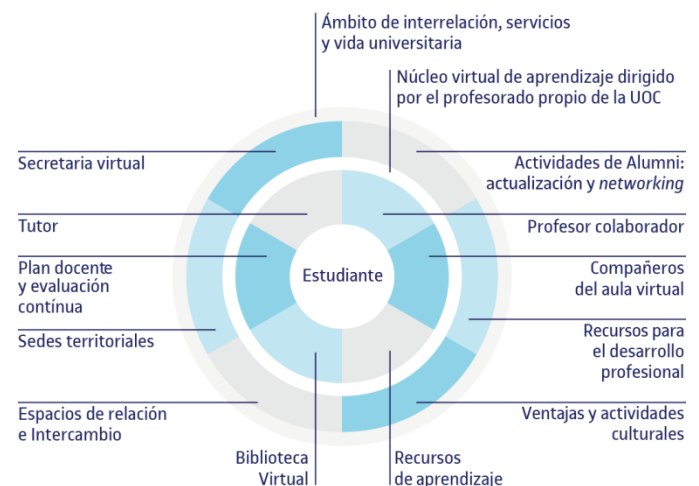 Ámbito de interrelación, servicios
y vida universitaria
Núcleo virtual de aprendizaje dirigido
por el profesorado propio de la UOC
Secretaria virtual
Actividades de Alumni:
actualización y networking
Tutor
Profesor colaborador
Plan docente
y evaluación
contínua
Estudiante
Compañeros
del aula virtual
Sedes territoriales
Recursos para
el desarrollo
profesional
Espacios de relación
e Intercambio
Ventajas y actividades
culturales
Biblioteca
Virtual
Recursos
de aprendizaje